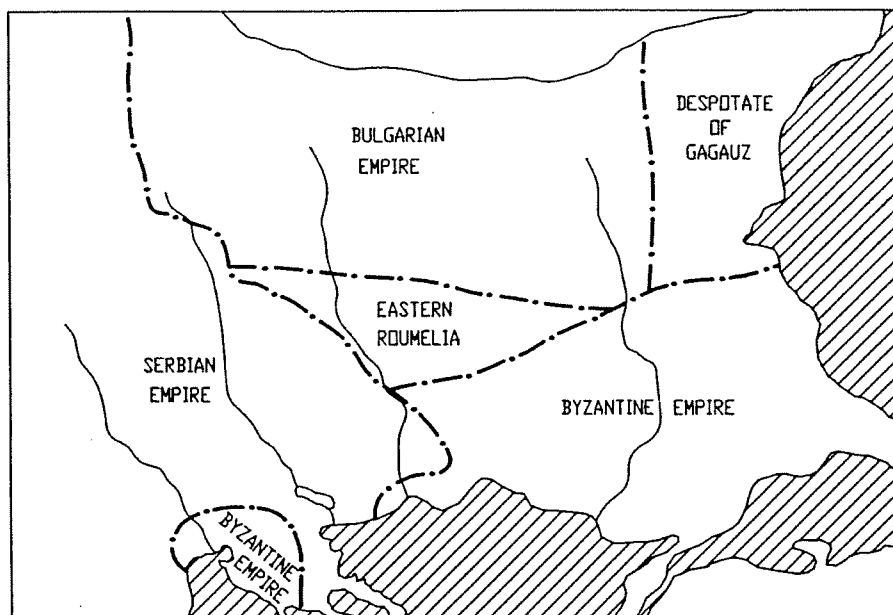 DESPOTATE
OF
GAGAUZ
BULGARIAN
EMPIRE
EASTERN
ROUMELIA
SERBIAN
EMPIRE
BYZANTINE EMPIRE
BYZANTINE
EMPIRE